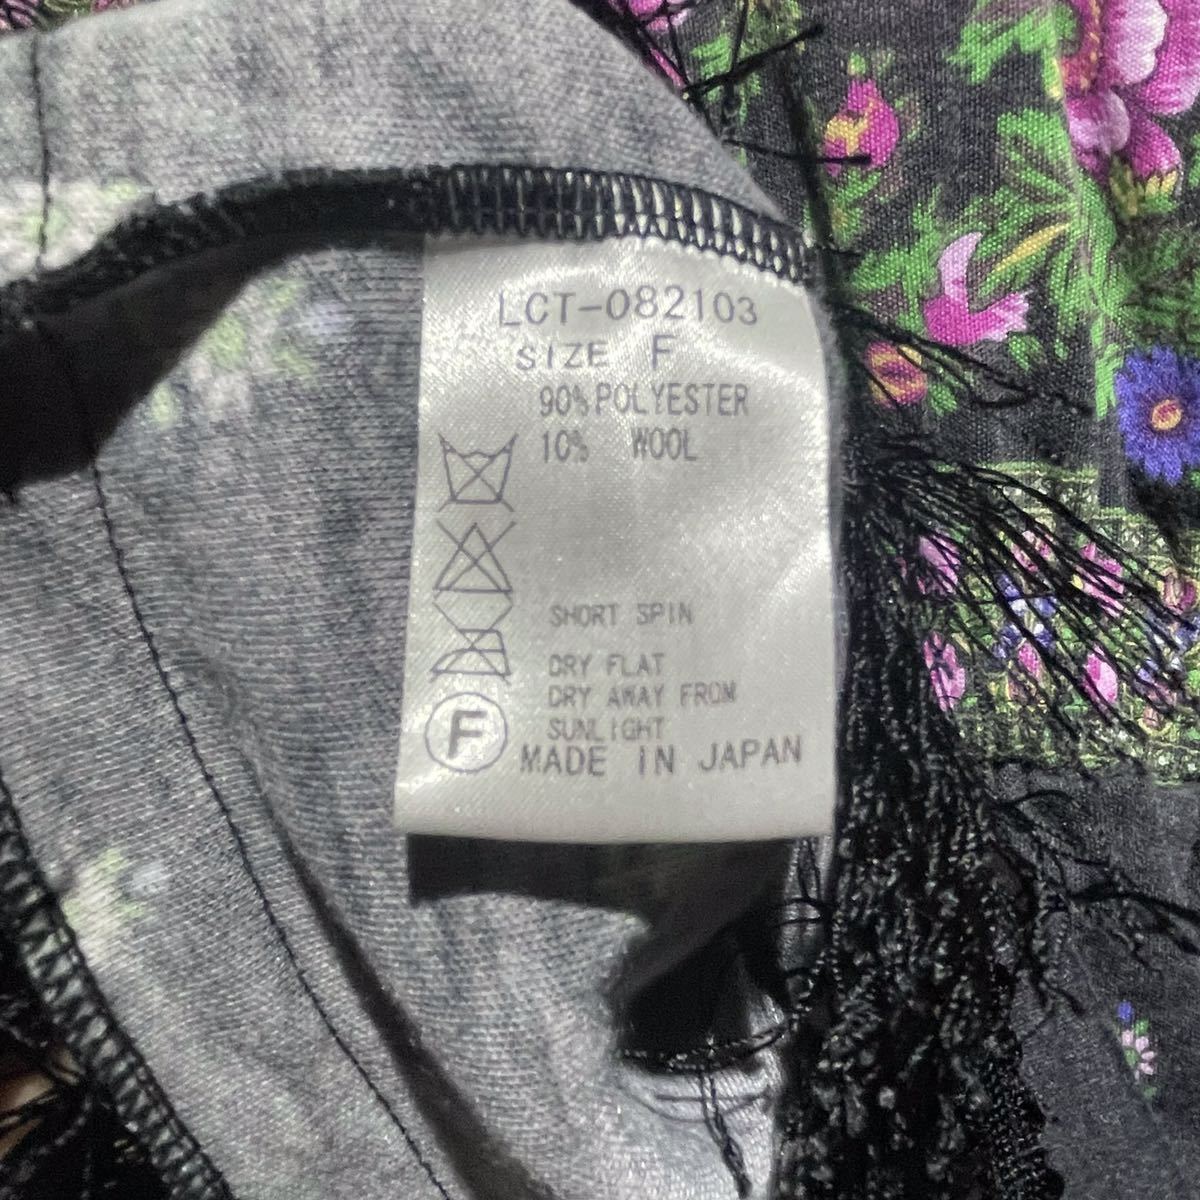 LCT-082103
SIZE F
90% POLYESTER
10% WOOL
SHORT SPIN
DRY FLAT
DRY AWAY FROM
SUNLIGHT
F
MADE IN JAPAN